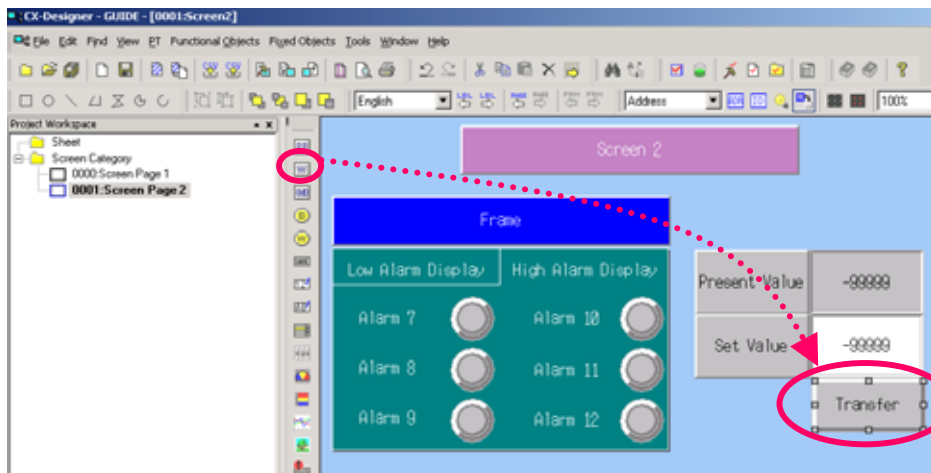 CX-Designer - GUIDE - [0001:Screen2]
File Edit Find View PT Functional Objects Fixed Objects Tools Window Help
English Address 100%
Project Workspace
Sheet
Screen Category
0000:Screen Page 1
0001:Screen Page 2
Screen 2
Frame
Low Alarm Display High Alarm Display
Present Value -99999
Alarm 7 Alarm 10
Set Value -99999
Alarm 8 Alarm 11
Transfer
Alarm 9 Alarm 12